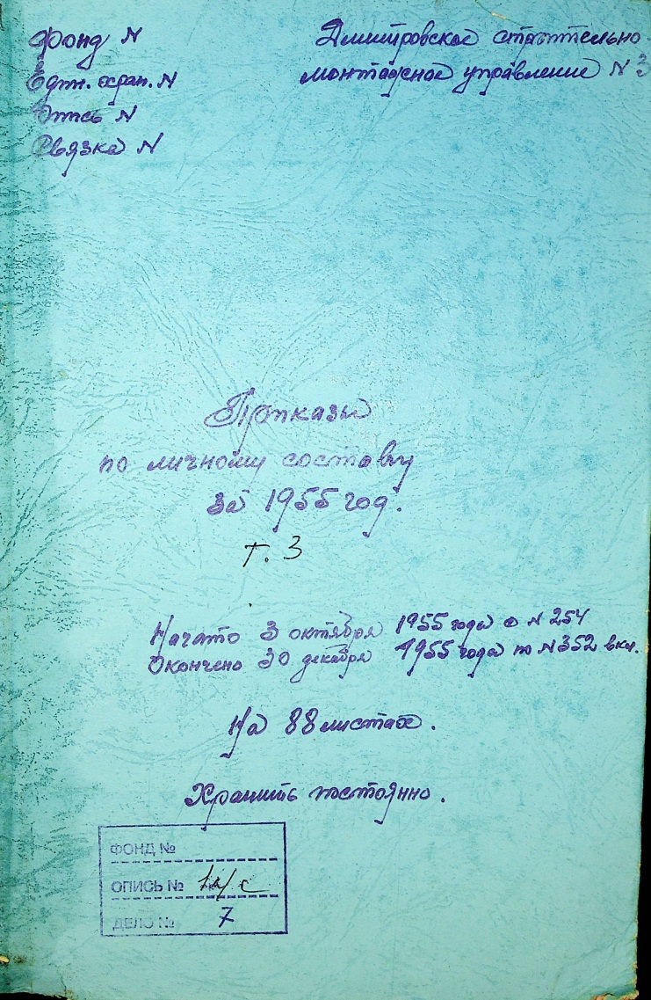 Фонд N
Един. хран. N
Опись N
Связка N
Дмитровское строительно-
монтажное управление N 3
Приказы
по личному составу
за 1955 год.
т. 3
Начато 3 октября 1955 года с N 254
Окончено 30 декабря 1955 года по N 352 вкл.
На 88 листах.
Хранить постоянно.
ФОНД №
ОПИСЬ № 1л/с
ДЕЛО № 7